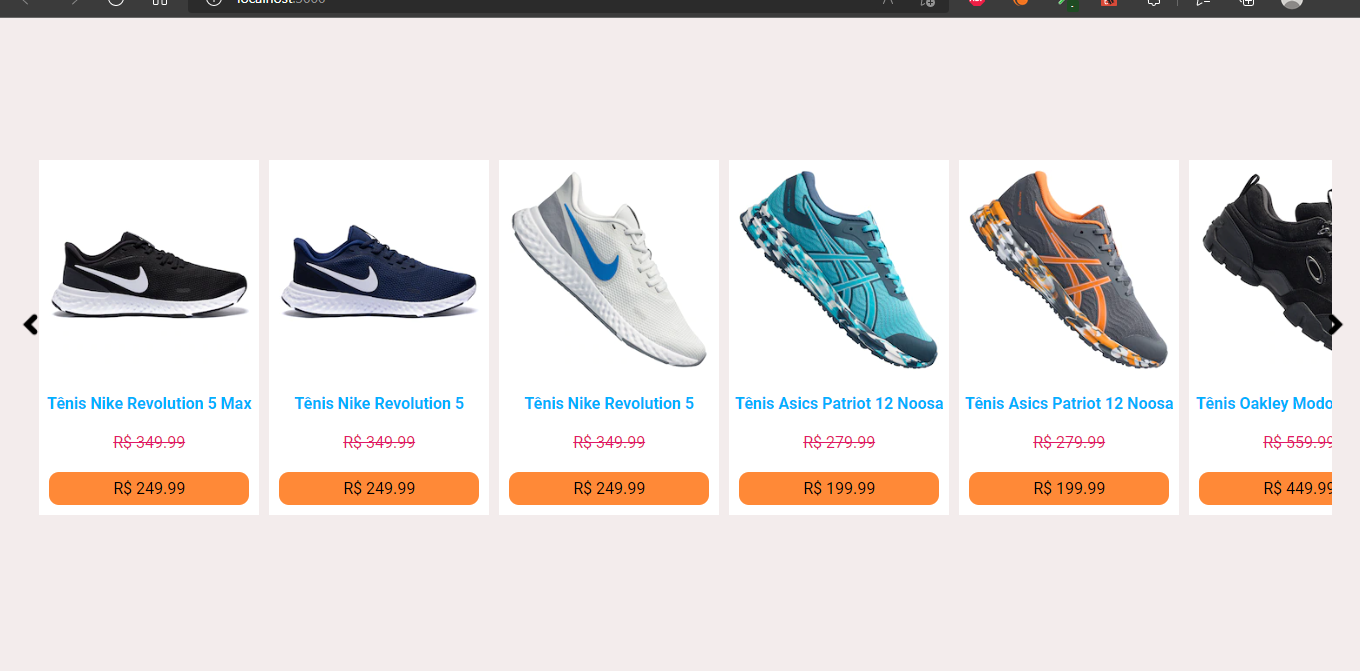 Tênis Nike Revolution 5 Max
R$ 349.99
R$ 249.99
Tênis Nike Revolution 5
R$ 349.99
R$ 249.99
Tênis Nike Revolution 5
R$ 349.99
R$ 249.99
Tênis Asics Patriot 12 Noosa
R$ 279.99
R$ 199.99
Tênis Asics Patriot 12 Noosa
R$ 279.99
R$ 199.99
Tênis Oakley Modo
R$ 559.99
R$ 449.99